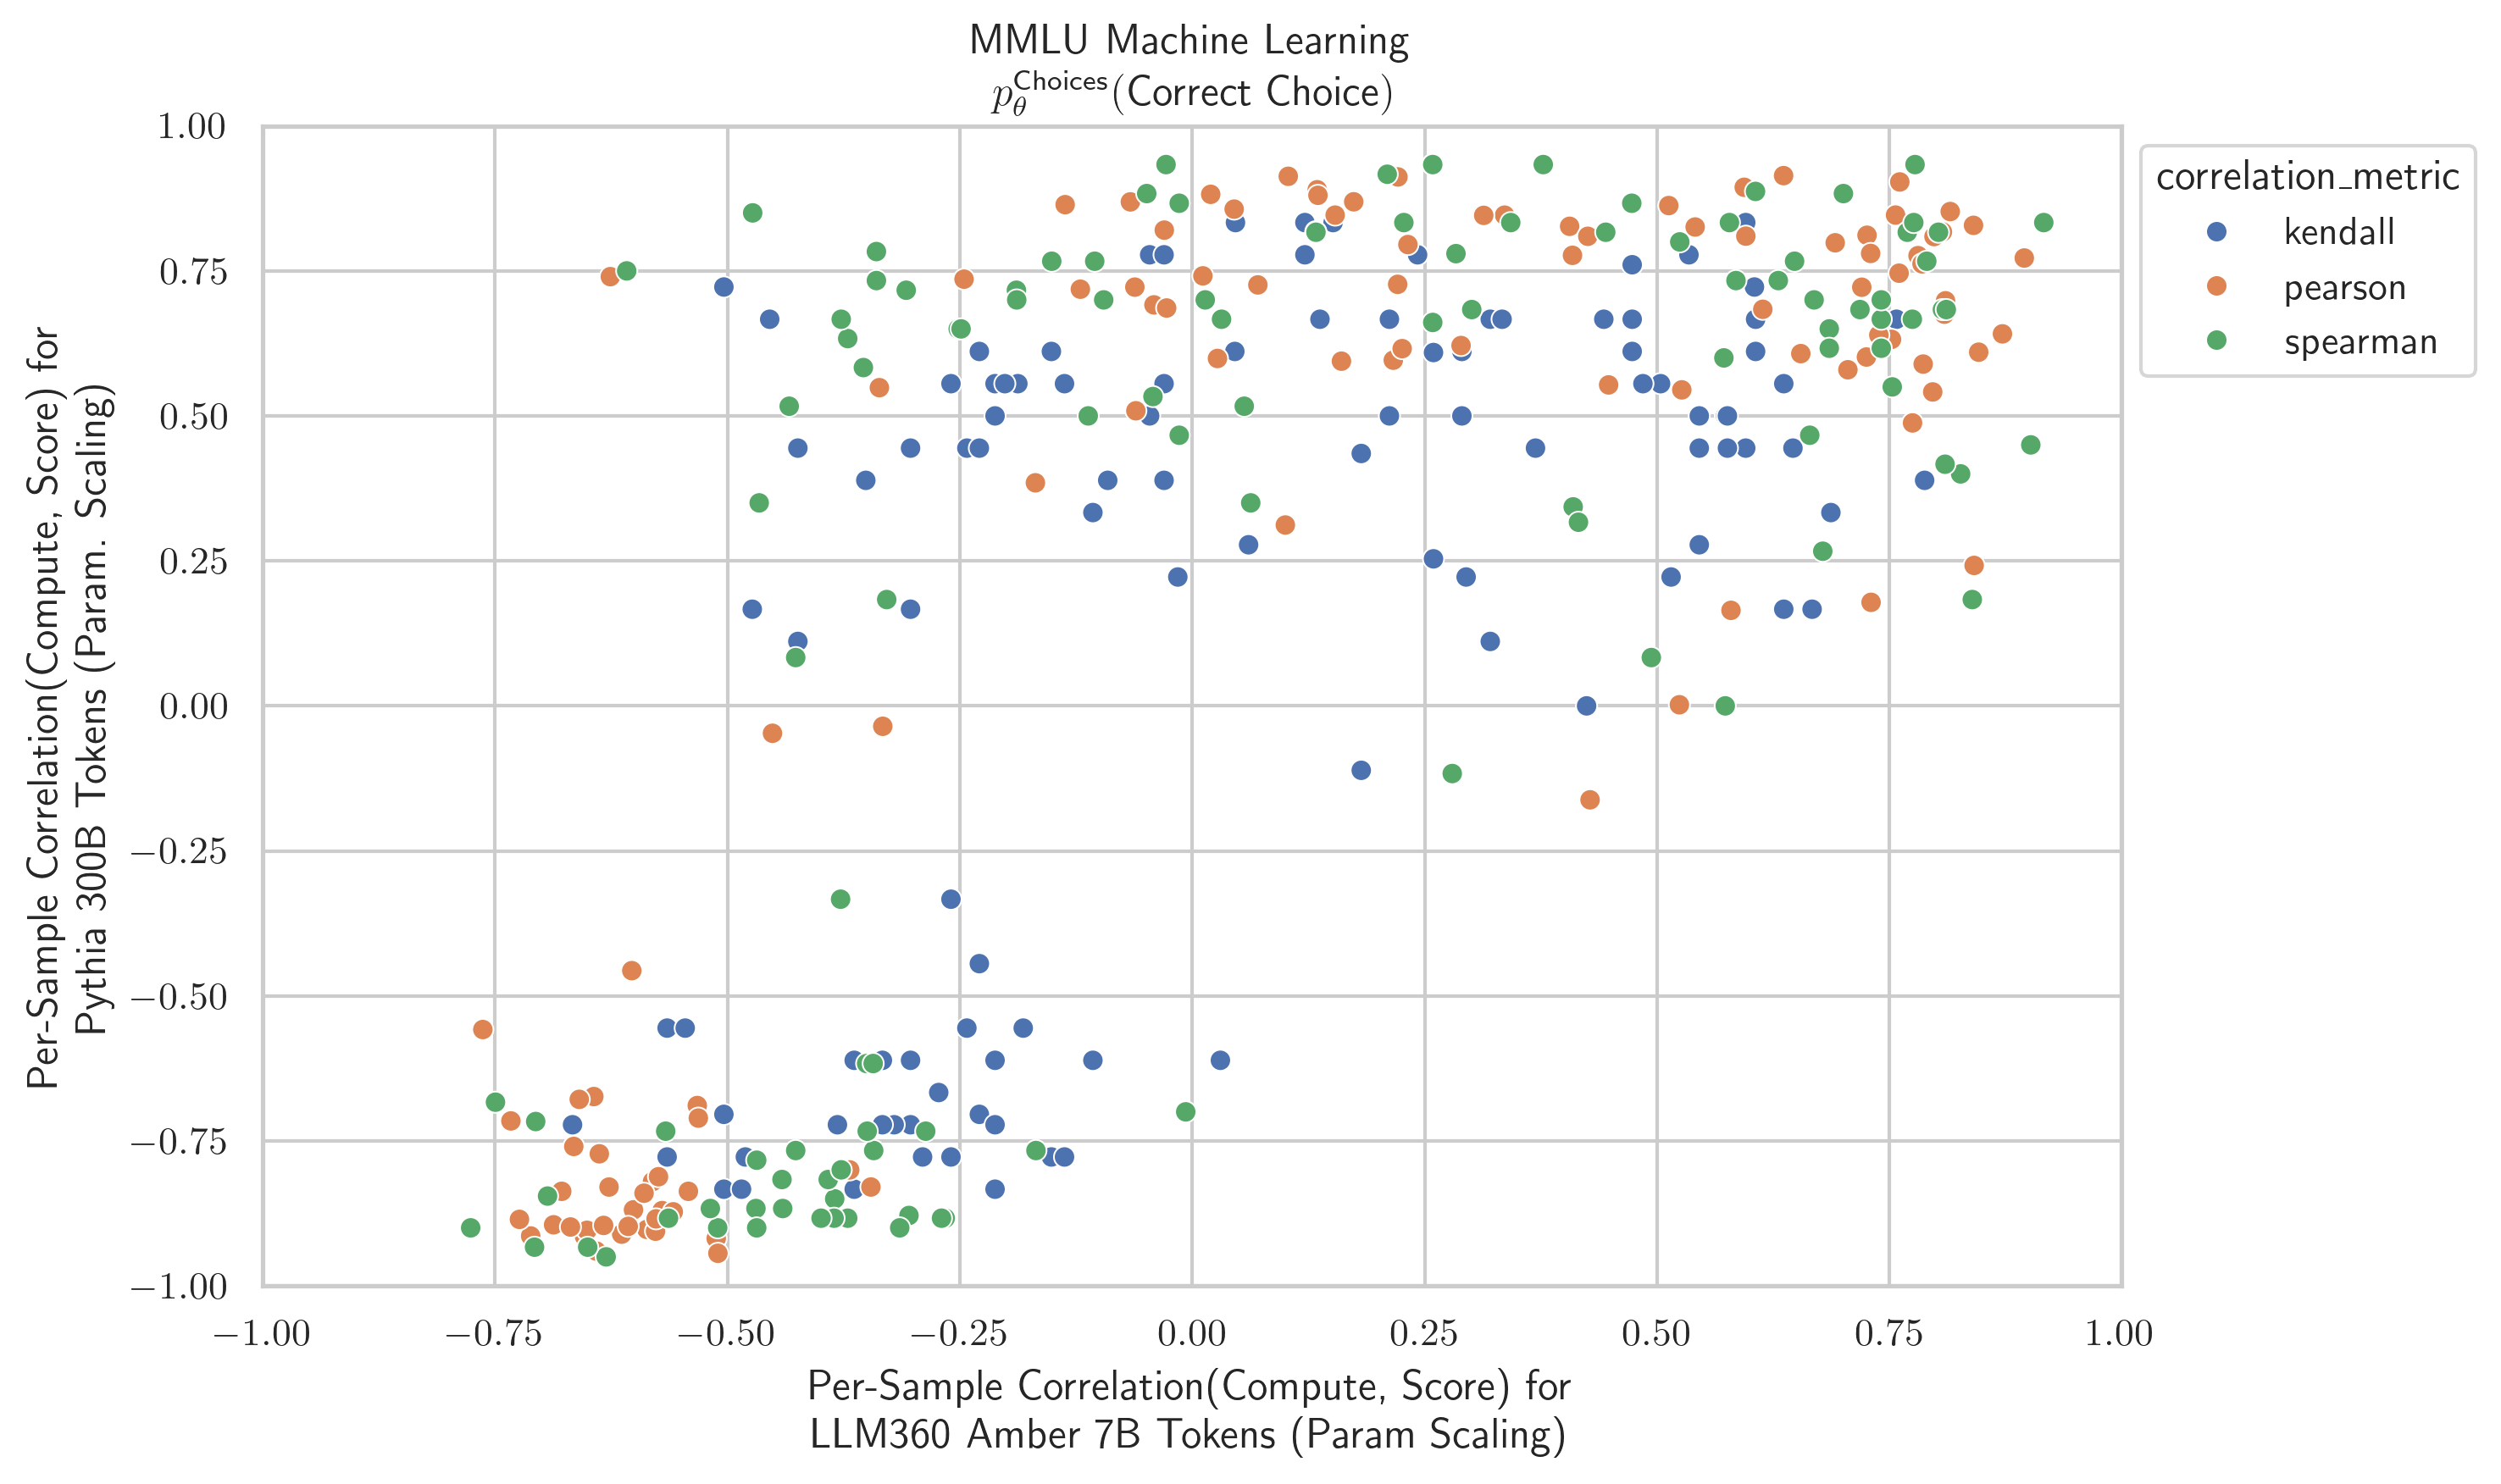 MMLU Machine Learning
p_θ^Choices(Correct Choice)
1.00
0.75
0.50
0.25
0.00
−0.25
−0.50
−0.75
−1.00
Per-Sample Correlation(Compute, Score) for
Pythia 300B Tokens (Param. Scaling)
−1.00 −0.75 −0.50 −0.25 0.00 0.25 0.50 0.75 1.00
Per-Sample Correlation(Compute, Score) for
LLM360 Amber 7B Tokens (Param Scaling)
correlation_metric
kendall
pearson
spearman